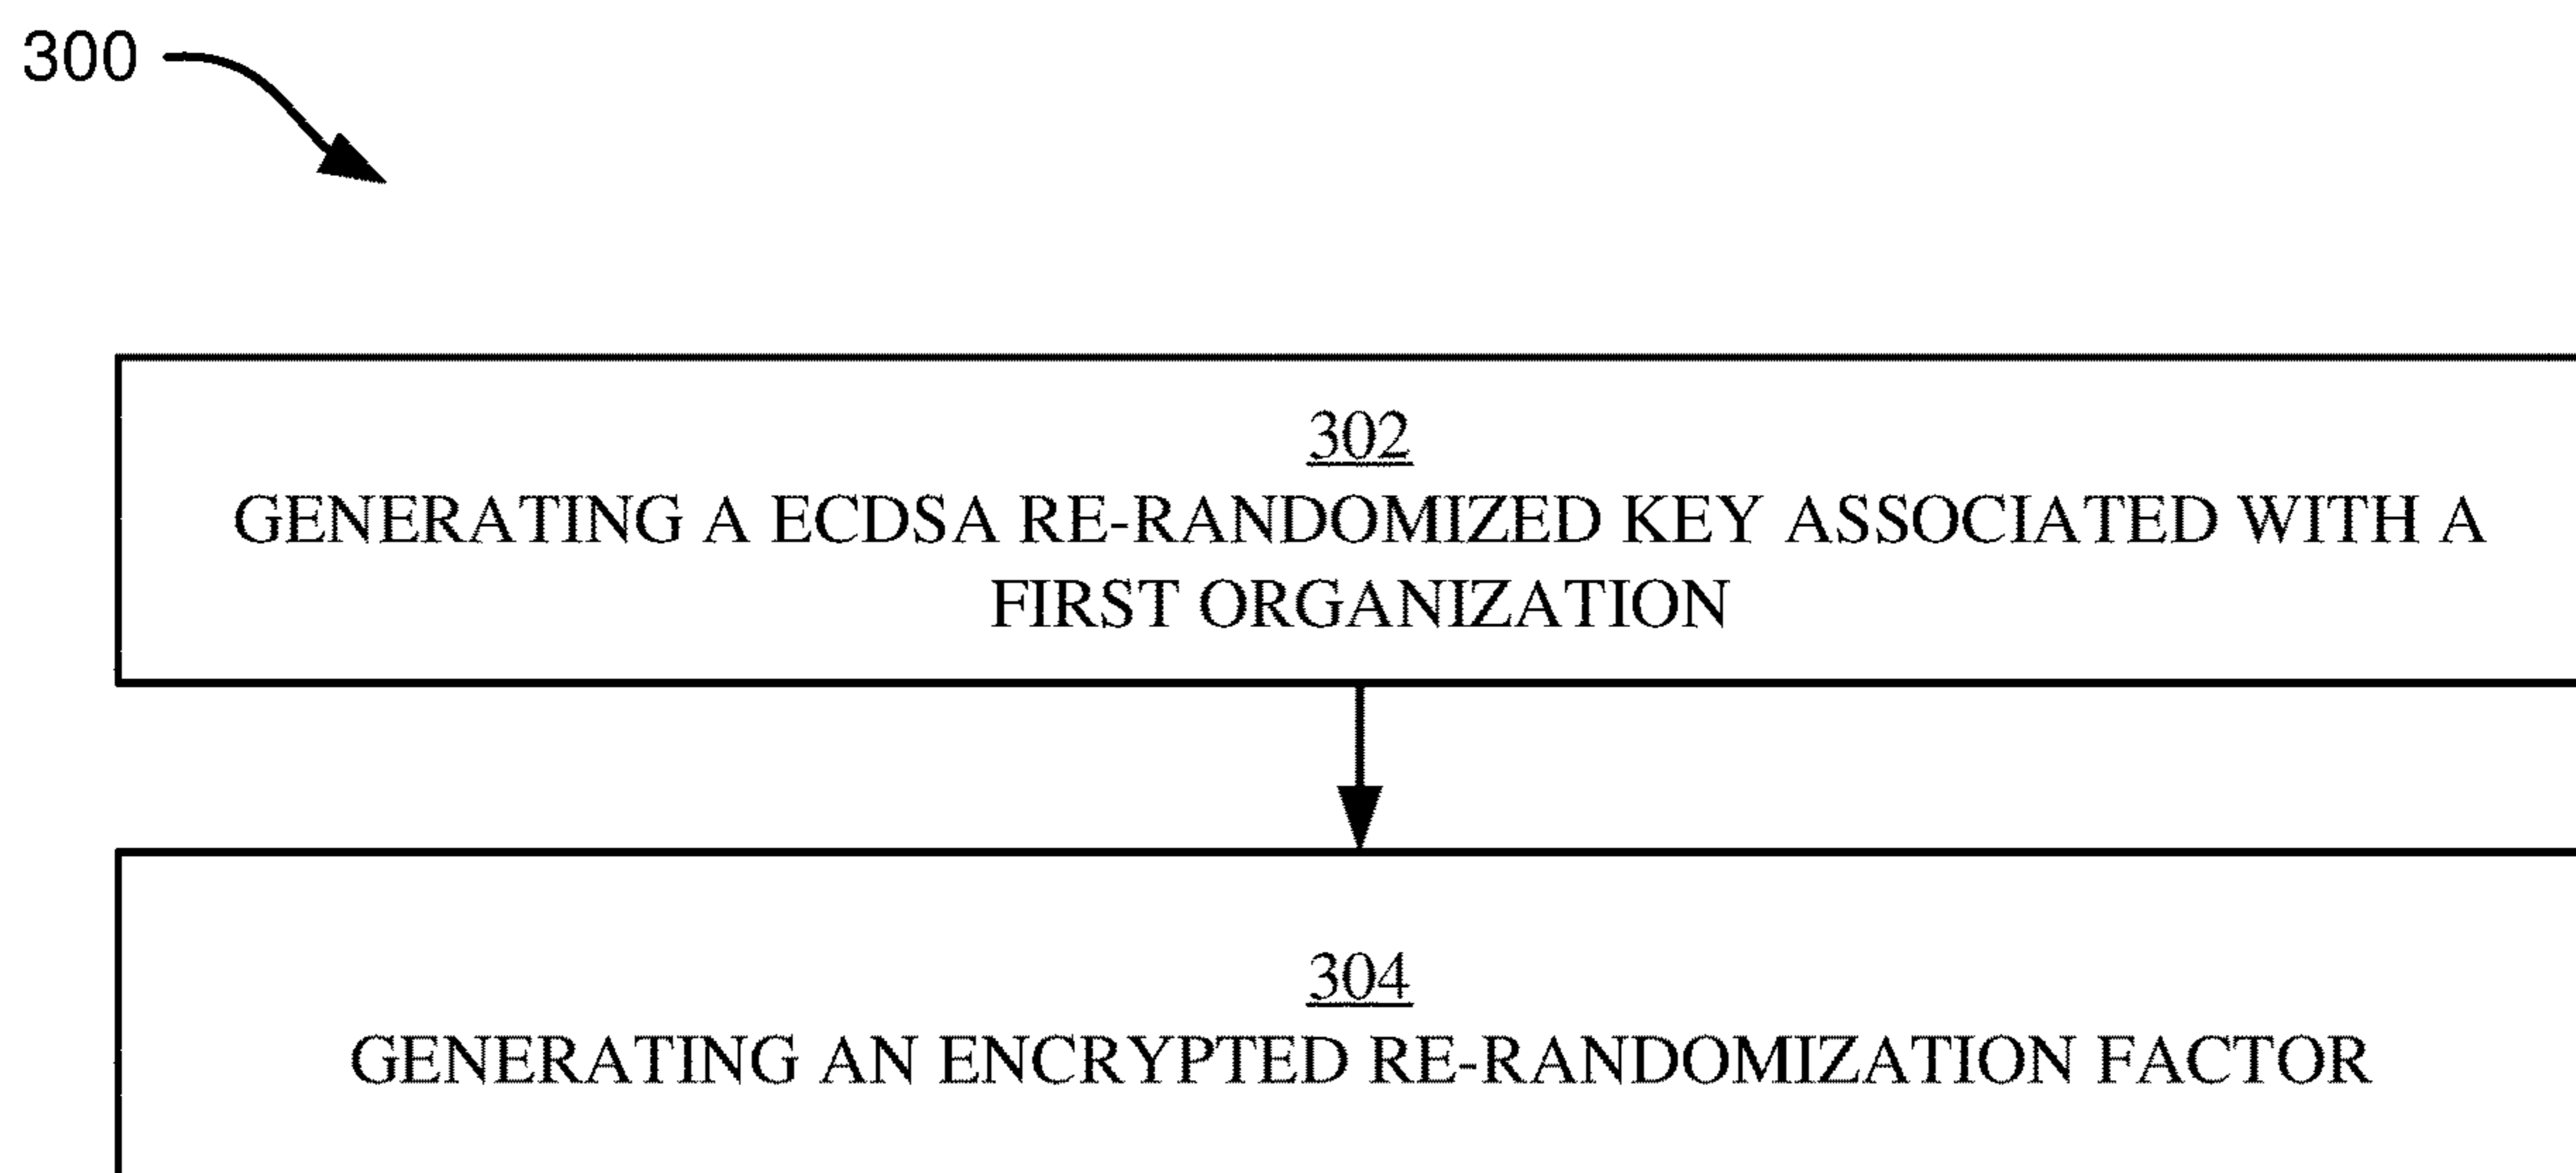 300
302
GENERATING A ECDSA RE-RANDOMIZED KEY ASSOCIATED WITH A
FIRST ORGANIZATION
304
GENERATING AN ENCRYPTED RE-RANDOMIZATION FACTOR